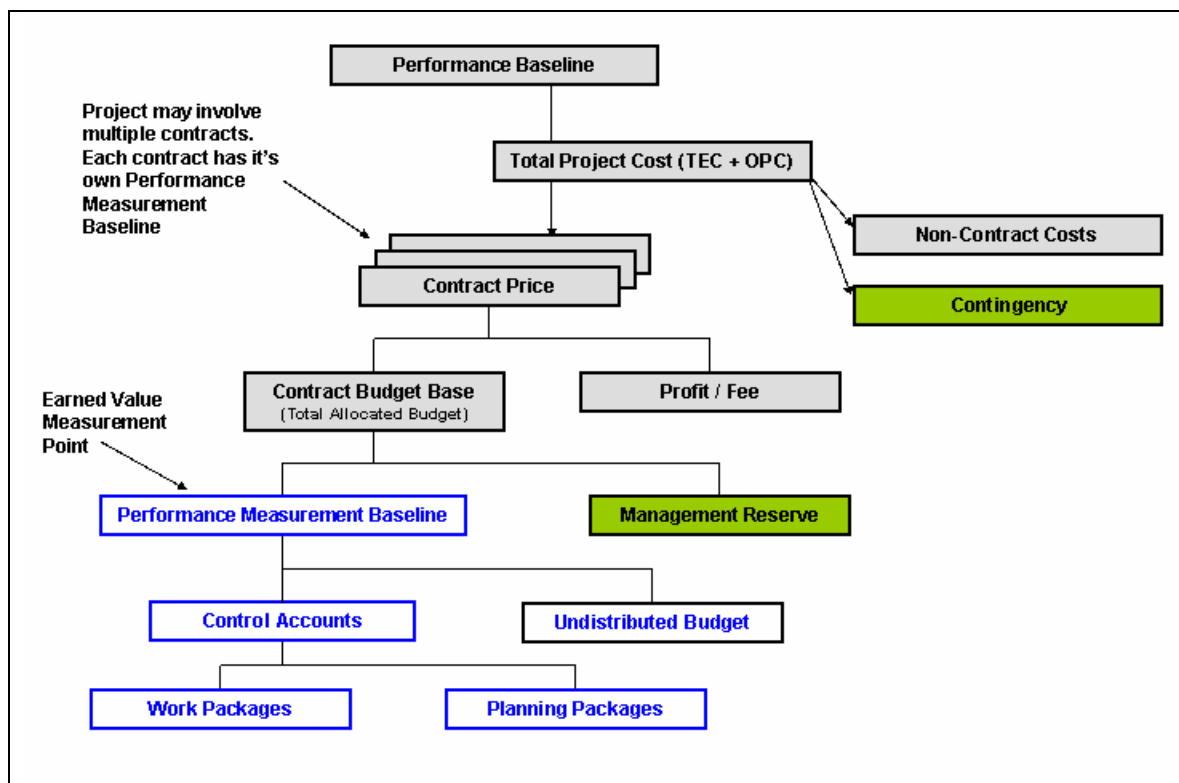 Performance Baseline
Project may involve
multiple contracts.
Each contract has it's
own Performance
Measurement
Baseline
Total Project Cost (TEC + OPC)
Non-Contract Costs
Contract Price
Contingency
Contract Budget Base
(Total Allocated Budget)
Profit / Fee
Earned Value
Measurement
Point
Performance Measurement Baseline
Management Reserve
Control Accounts
Undistributed Budget
Work Packages
Planning Packages